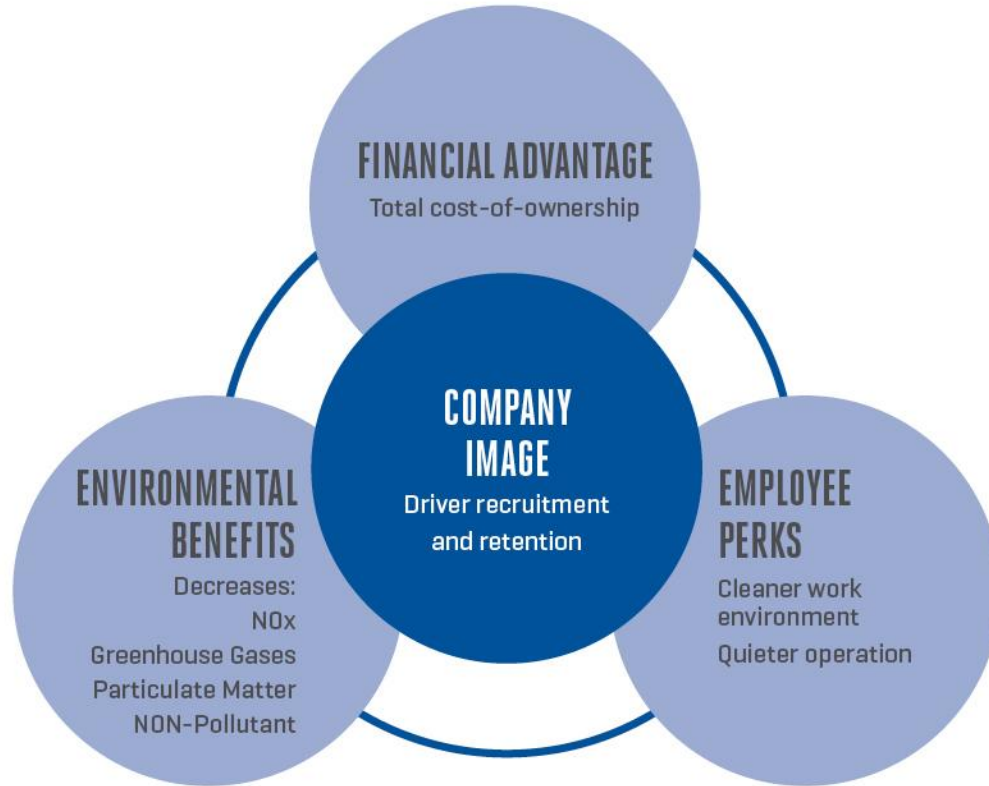 FINANCIAL ADVANTAGE
Total cost-of-ownership
COMPANY
IMAGE
Driver recruitment
and retention
ENVIRONMENTAL
BENEFITS
Decreases:
NOx
Greenhouse Gases
Particulate Matter
NON-Pollutant
EMPLOYEE
PERKS
Cleaner work
environment
Quieter operation